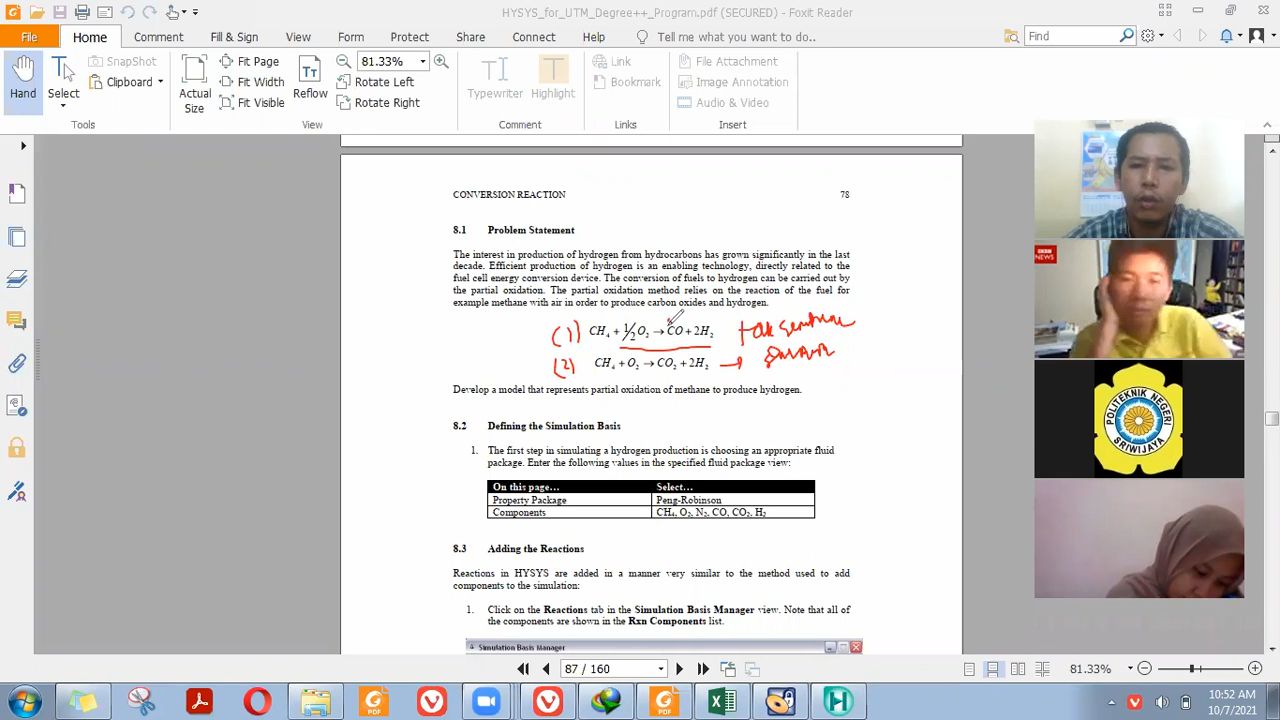 HYSYS_for_UTM_Degree++_Program.pdf (SECURED) - Foxit Reader
File Home Comment Fill & Sign View Form Protect Share Connect Help Tell me what you want to do.. Find
Hand
Select
SnapShot
Clipboard
Actual Size
Fit Page
Fit Width
Fit Visible
Reflow
81.33%
Rotate Left
Rotate Right
Typewriter
Highlight
Link
Bookmark
File Attachment
Image Annotation
Audio & Video
Tools View Comment Links Insert
CONVERSION REACTION 78
8.1 Problem Statement
The interest in production of hydrogen from hydrocarbons has grown significantly in the last
decade. Efficient production of hydrogen is an enabling technology, directly related to the
fuel cell energy conversion device. The conversion of fuels to hydrogen can be carried out by
the partial oxidation. The partial oxidation method relies on the reaction of the fuel for
example methane with air in order to produce carbon oxides and hydrogen.
(1) CH₄ + ½O₂ → CO + 2H₂
(2) CH₄ + O₂ → CO₂ + 2H₂ →
Develop a model that represents partial oxidation of methane to produce hydrogen.
8.2 Defining the Simulation Basis
1. The first step in simulating a hydrogen production is choosing an appropriate fluid
package. Enter the following values in the specified fluid package view:
On this page... Select...
Property Package Peng-Robinson
Components CH₄, O₂, N₂, CO, CO₂, H₂
8.3 Adding the Reactions
Reactions in HYSYS are added in a manner very similar to the method used to add
components to the simulation:
1. Click on the Reactions tab in the Simulation Basis Manager view. Note that all of
the components are shown in the Rxn Components list.
Simulation Basis Manager
BBC NEWS
POLITEKNIK NEGERI
SRIWIJAYA
87 / 160
81.33%
10:52 AM
10/7/2021